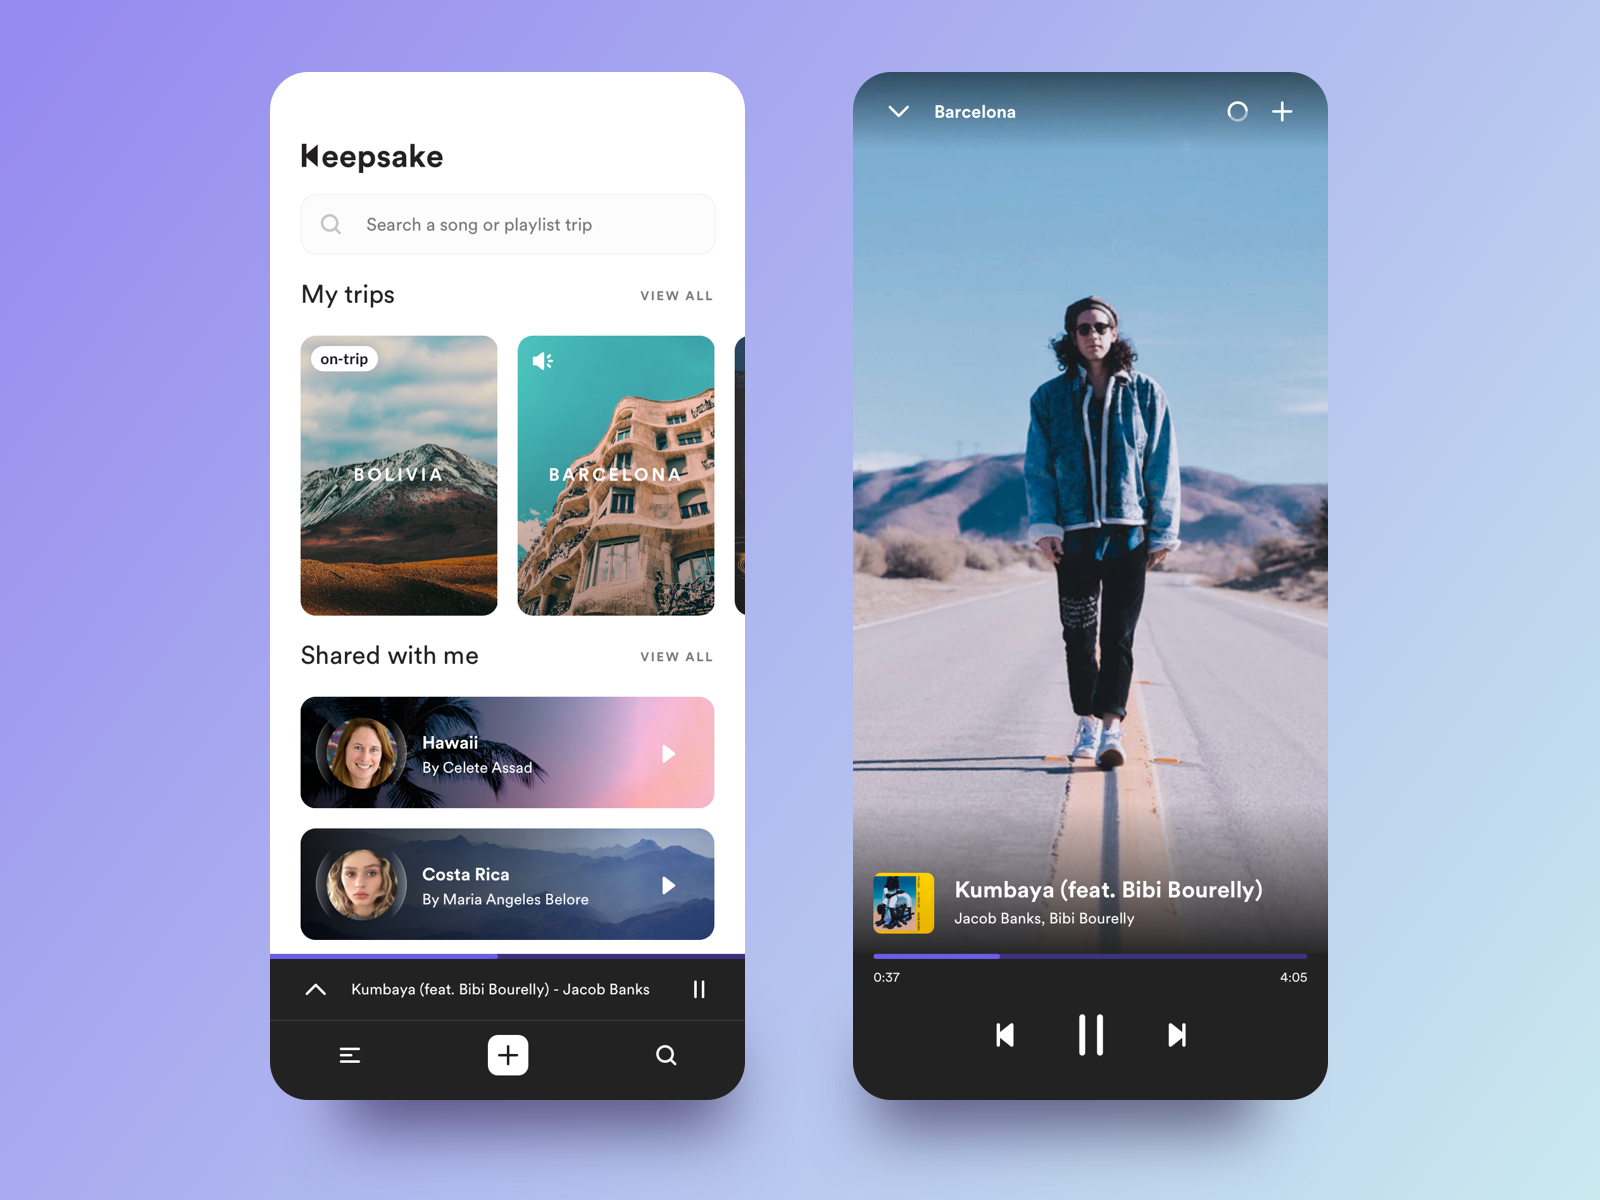 Keepsake
Search a song or playlist trip
My trips
VIEW ALL
on-trip
BOLIVIA
BARCELONA
Shared with me
VIEW ALL
Hawaii
By Celete Assad
Costa Rica
By Maria Angeles Belore
Kumbaya (feat. Bibi Bourelly) - Jacob Banks
Barcelona
Kumbaya (feat. Bibi Bourelly)
Jacob Banks, Bibi Bourelly
0:37
4:05